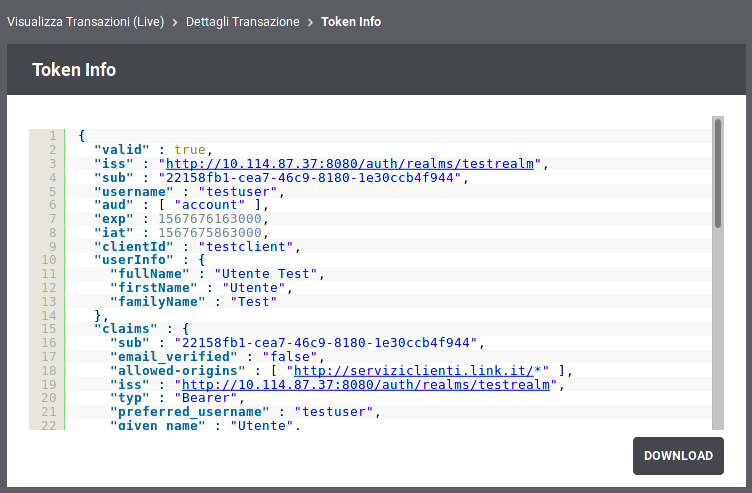 Visualizza Transazioni (Live) > Dettagli Transazione > Token Info
Token Info
1 {
2 "valid" : true,
3 "iss" : "http://10.114.87.37:8080/auth/realms/testrealm",
4 "sub" : "22158fb1-cea7-46c9-8180-1e30ccb4f944",
5 "username" : "testuser",
6 "aud" : [ "account" ],
7 "exp" : 1567676163000,
8 "iat" : 1567675863000,
9 "clientId" : "testclient",
10 "userInfo" : {
11 "fullName" : "Utente Test",
12 "firstName" : "Utente",
13 "familyName" : "Test"
14 },
15 "claims" : {
16 "sub" : "22158fb1-cea7-46c9-8180-1e30ccb4f944",
17 "email_verified" : "false",
18 "allowed-origins" : [ "http://serviziclienti.link.it/*" ],
19 "iss" : "http://10.114.87.37:8080/auth/realms/testrealm",
20 "typ" : "Bearer",
21 "preferred_username" : "testuser",
22 "given_name" : "Utente",
DOWNLOAD